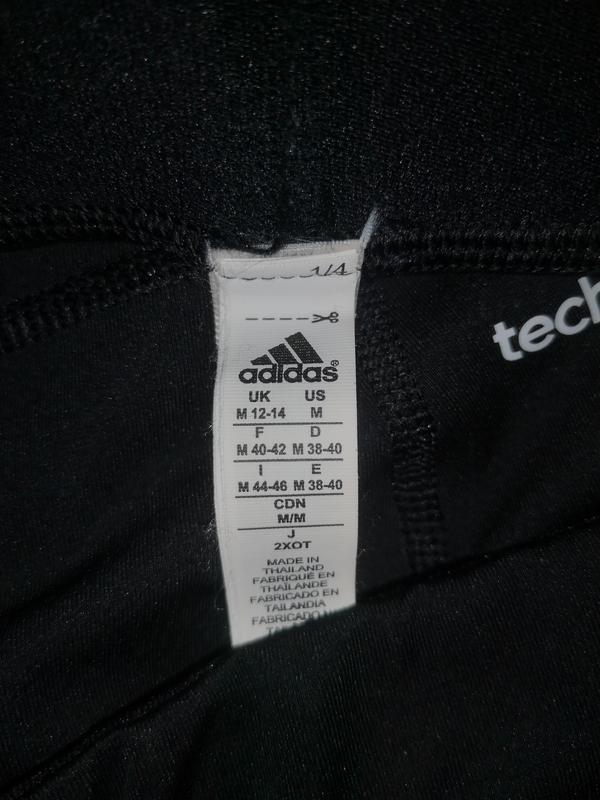 1/4
adidas®
UK US
M 12-14 M
F D
M 40-42 M 38-40
I E
M 44-46 M 38-40
CDN
M/M
J
2XOT
MADE IN
THAILAND
FABRIQUÉ EN
THAÏLANDE
FABRICADO EN
TAILANDIA
FABRICADO
tech